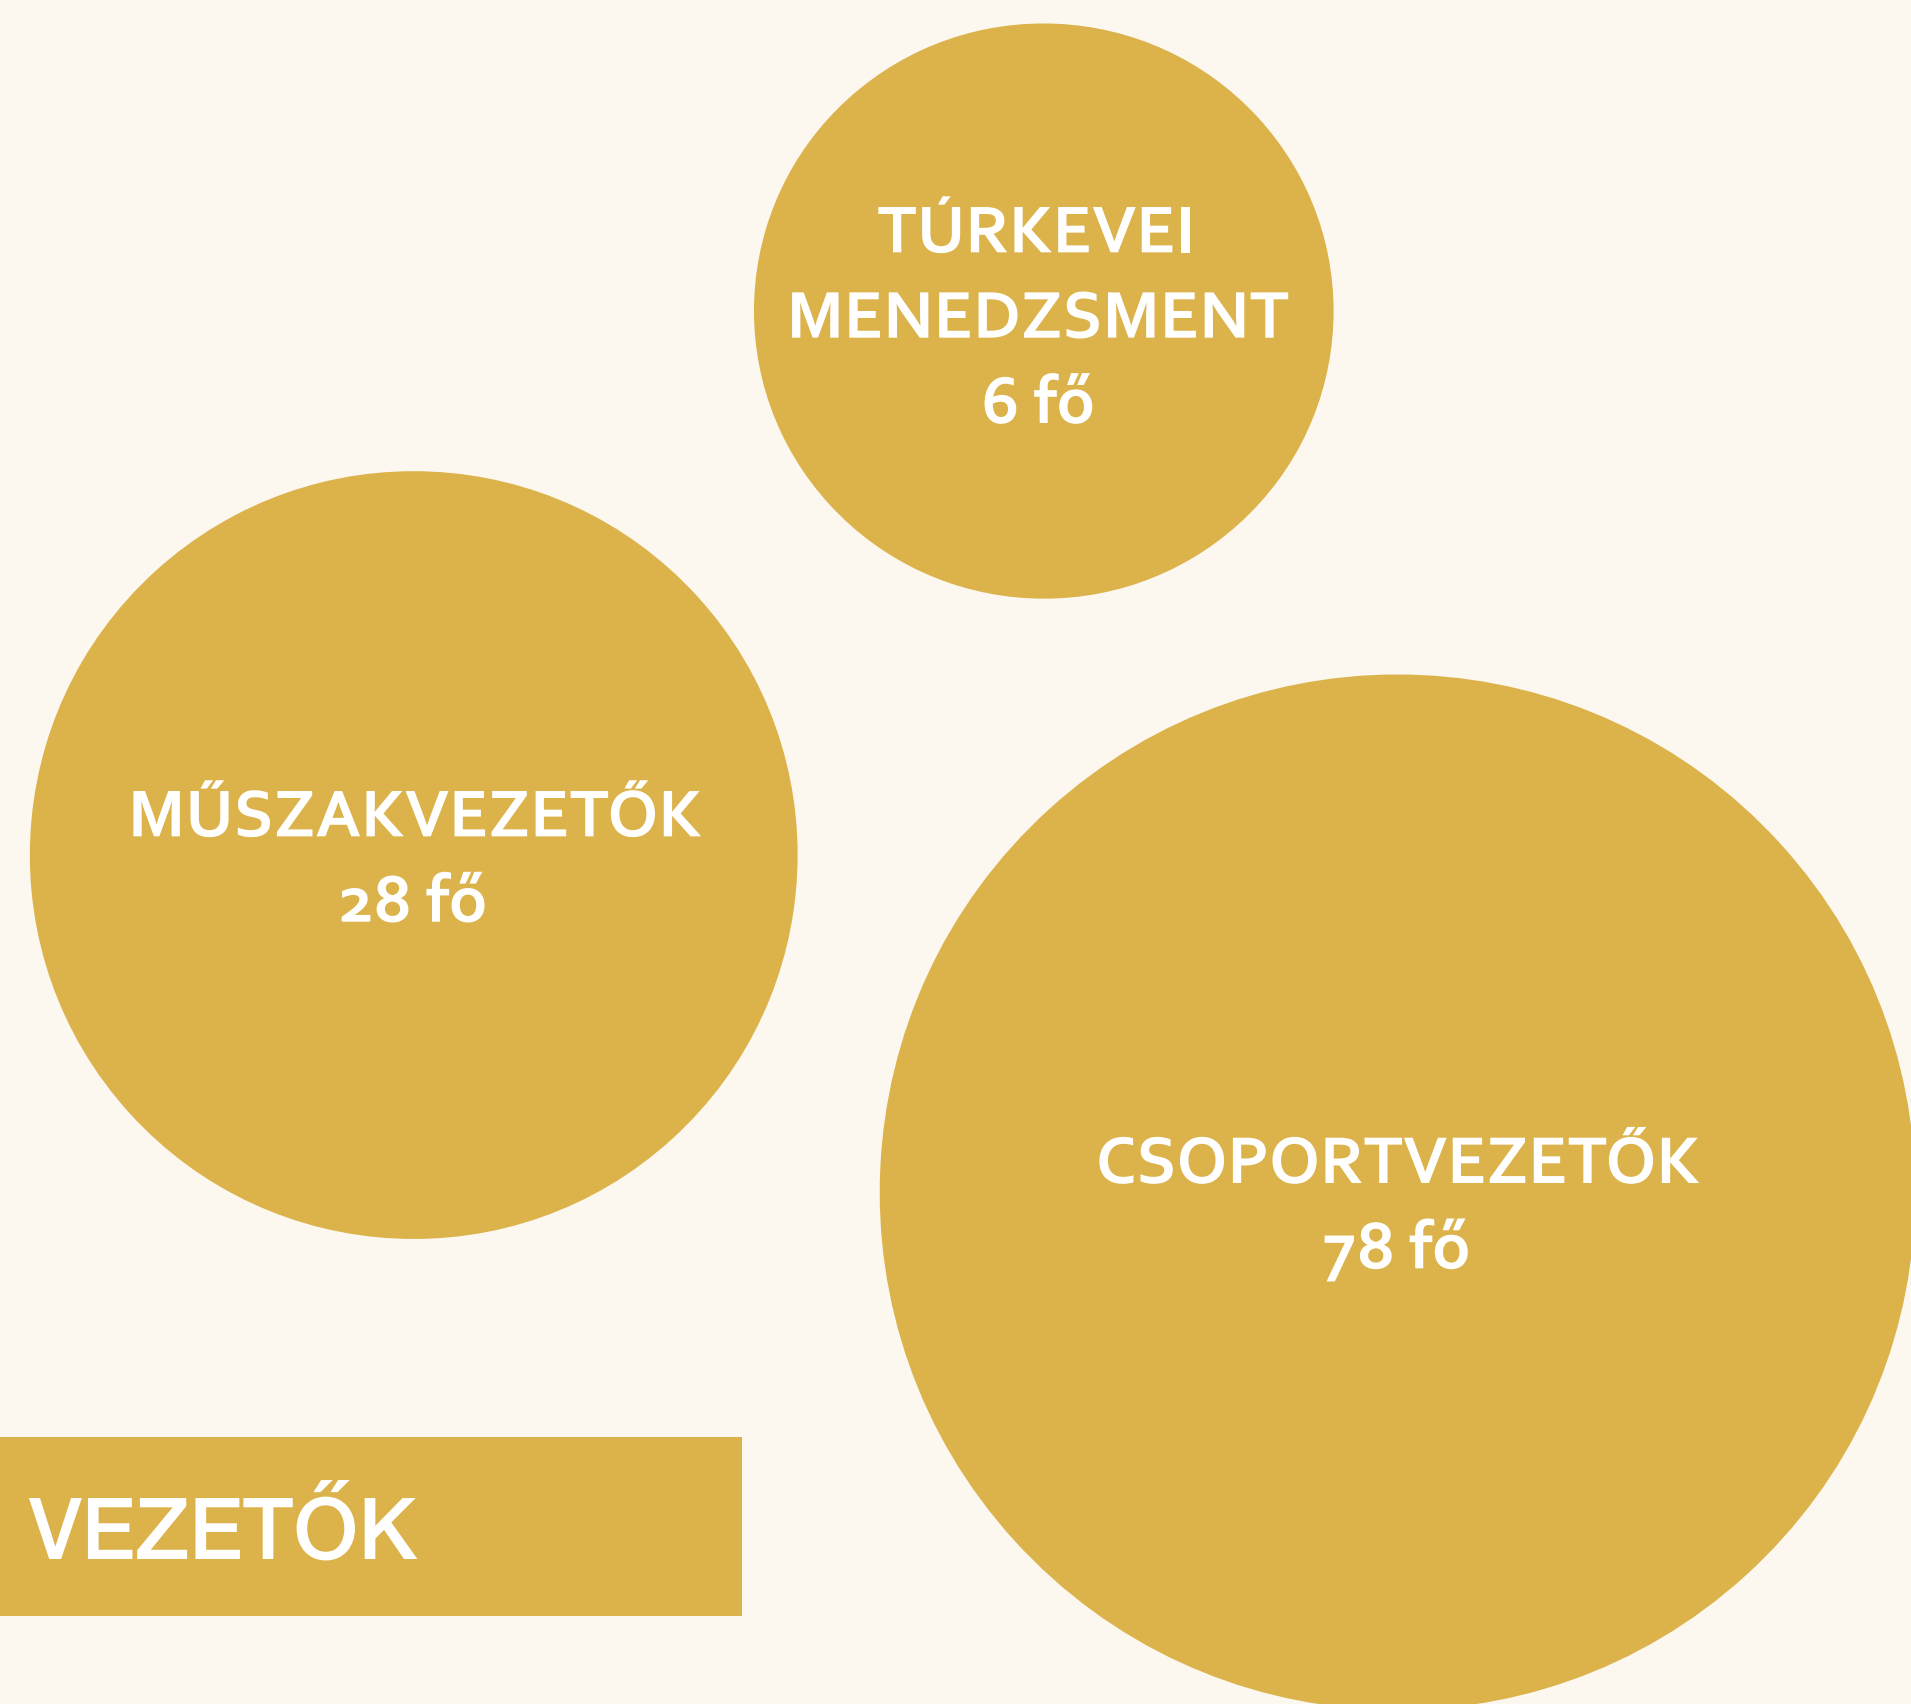 TÚRKEVEI
MENEDZSMENT
6 fő
MŰSZAKVEZETŐK
28 fő
CSOPORTVEZETŐK
78 fő
VEZETŐK